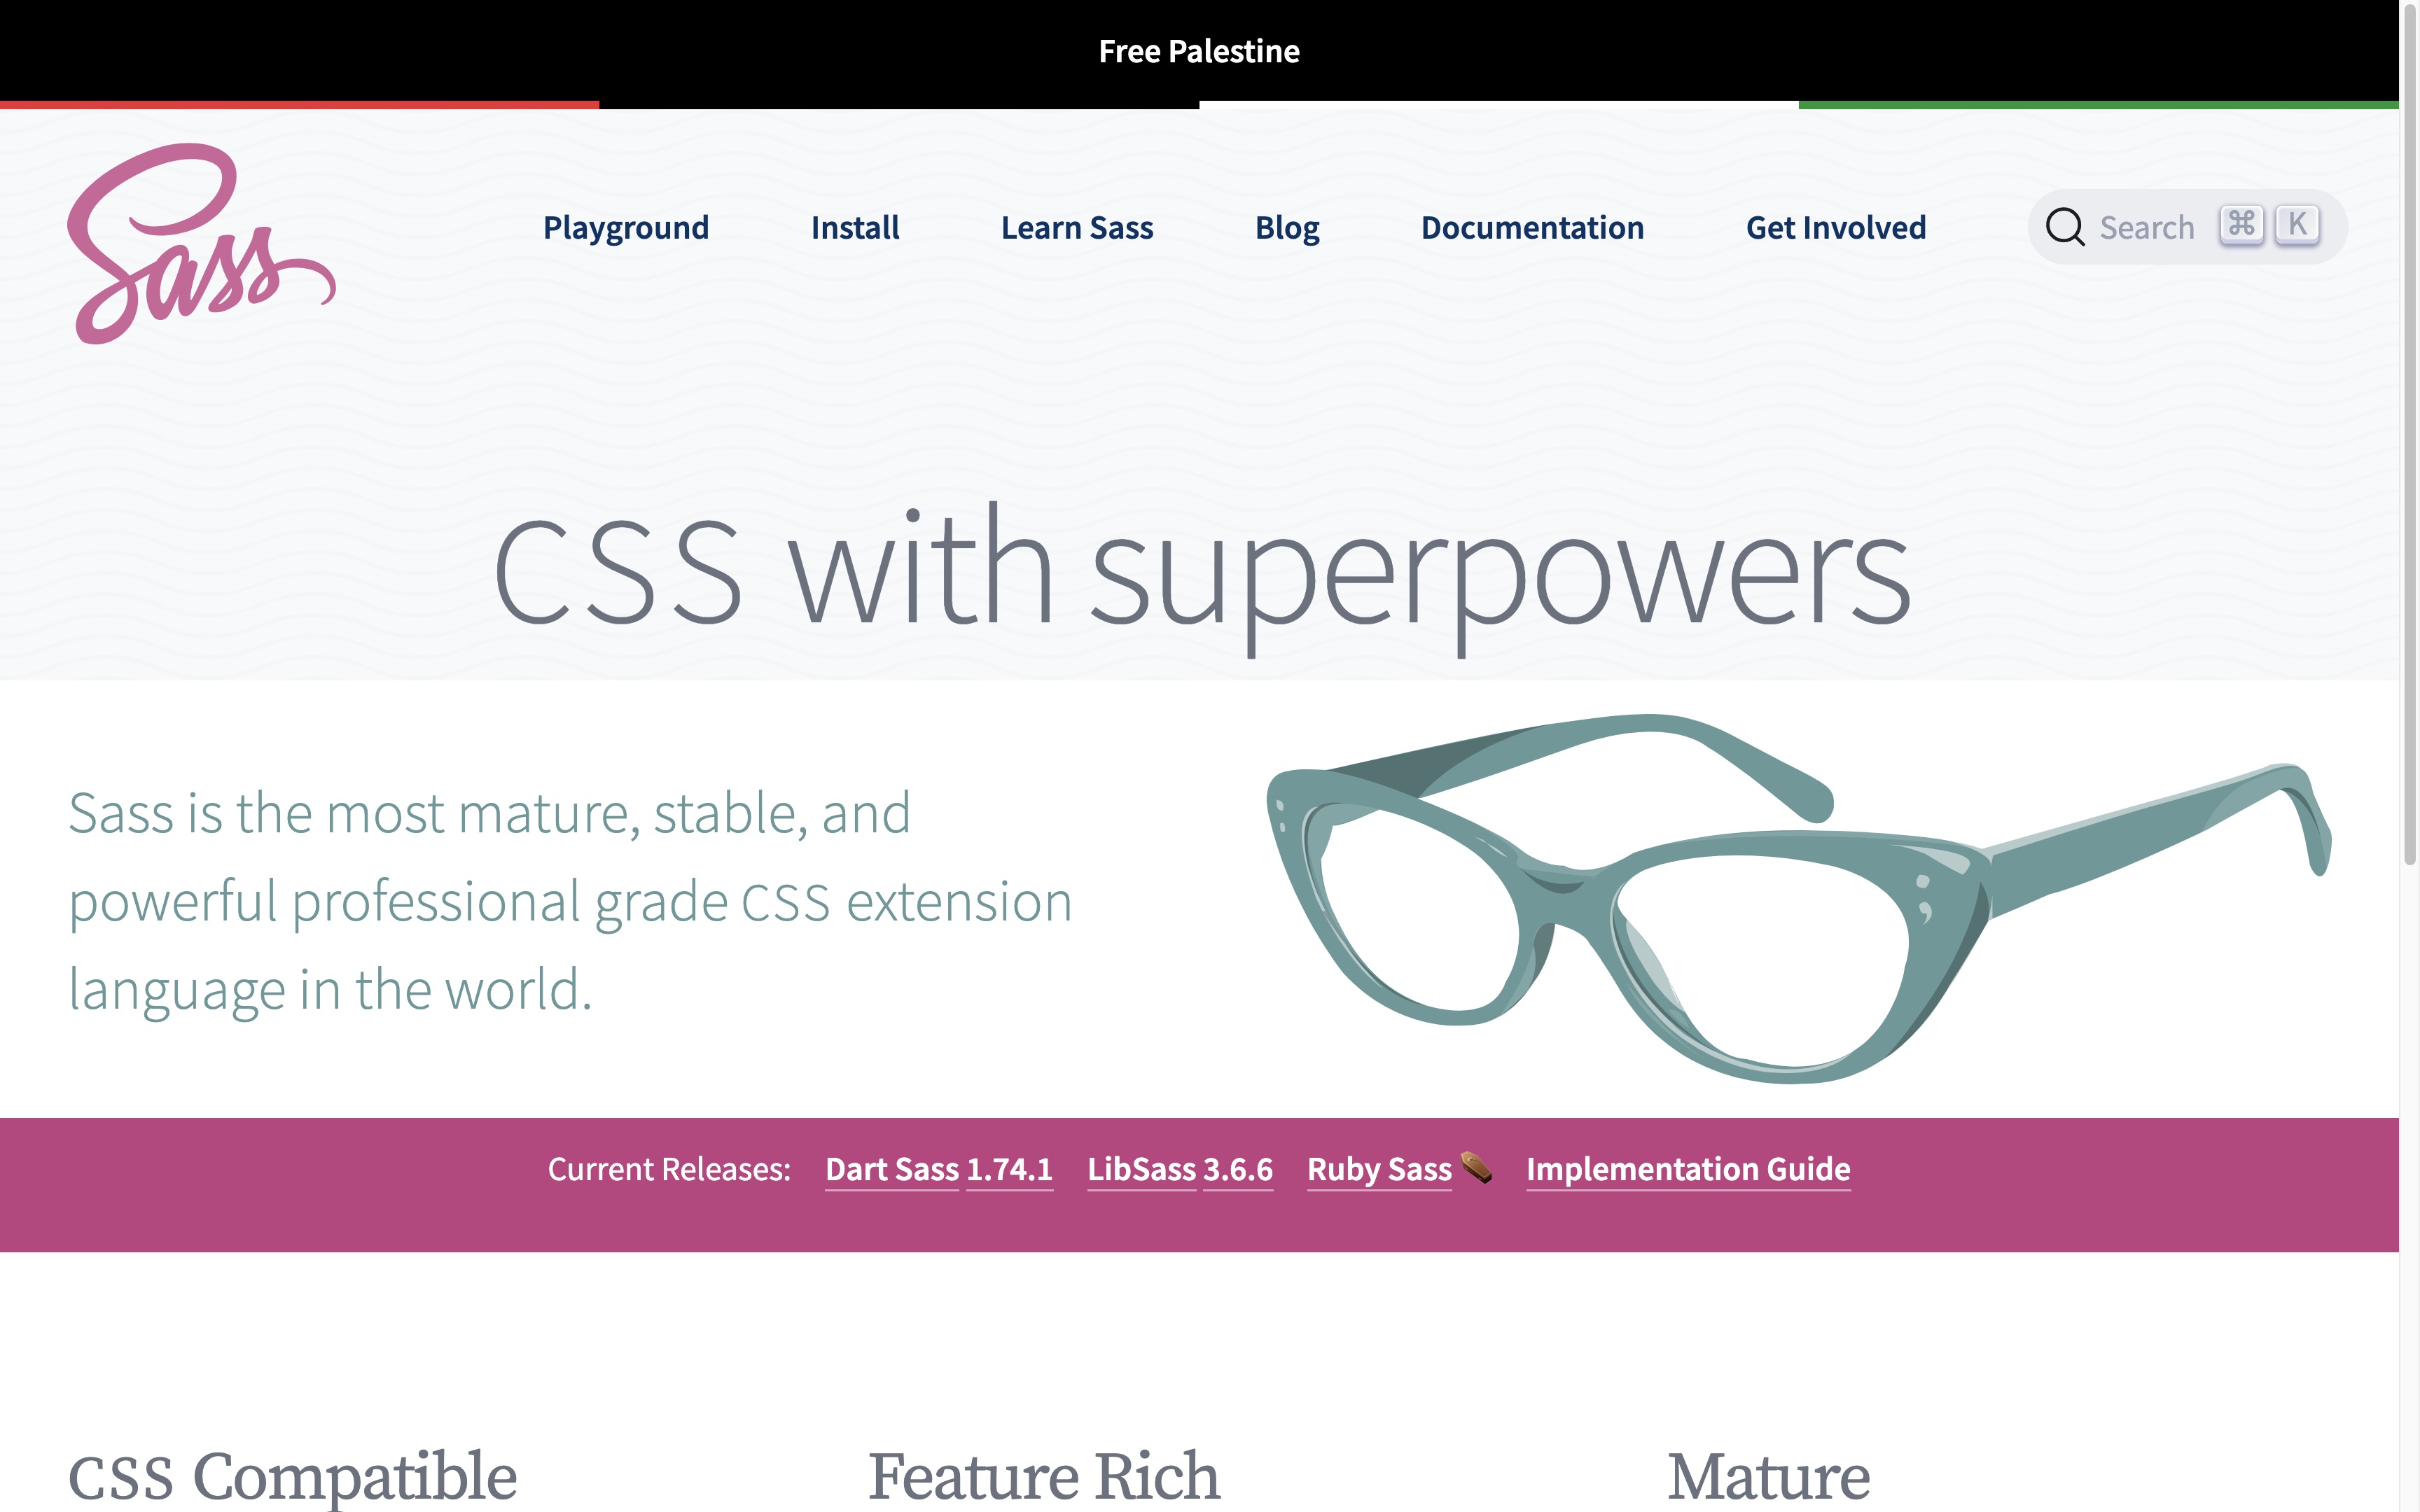 Free Palestine
Sass
Playground Install Learn Sass Blog Documentation Get Involved Search ⌘ K
CSS with superpowers
Sass is the most mature, stable, and
powerful professional grade CSS extension
language in the world.
Current Releases: Dart Sass 1.74.1 LibSass 3.6.6 Ruby Sass ⚰️ Implementation Guide
CSS Compatible Feature Rich Mature